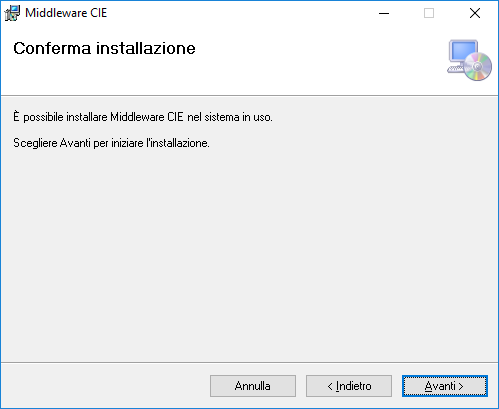 Middleware CIE
Conferma installazione
È possibile installare Middleware CIE nel sistema in uso.
Scegliere Avanti per iniziare l'installazione.
Annulla
< Indietro
Avanti >